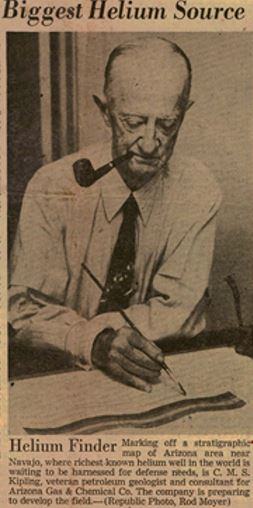 Biggest Helium Source
Helium Finder Marking off a stratigraphic
map of Arizona area near
Navajo, where richest known helium well in the world is
waiting to be harnessed for defense needs, is C. M. S.
Kipling, veteran petroleum geologist and consultant for
Arizona Gas & Chemical Co. The company is preparing
to develop the field.—(Republic Photo, Rod Moyer)